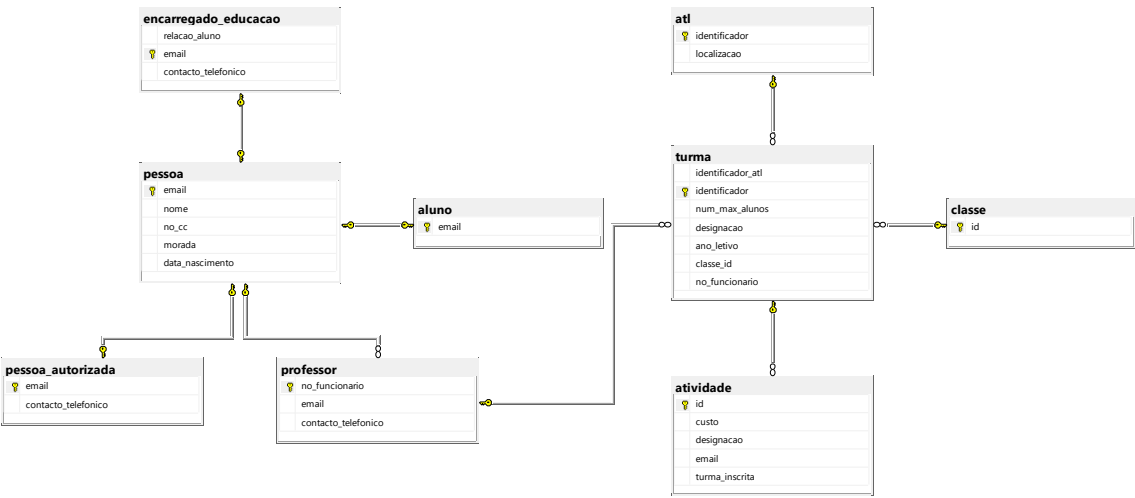 encarregado_educacao
relacao_aluno
email
contacto_telefonico
atl
identificador
localizacao
pessoa
email
nome
no_cc
morada
data_nascimento
aluno
email
turma
identificador_atl
identificador
num_max_alunos
designacao
ano_letivo
classe_id
no_funcionario
classe
id
pessoa_autorizada
email
contacto_telefonico
professor
no_funcionario
email
contacto_telefonico
atividade
id
custo
designacao
email
turma_inscrita